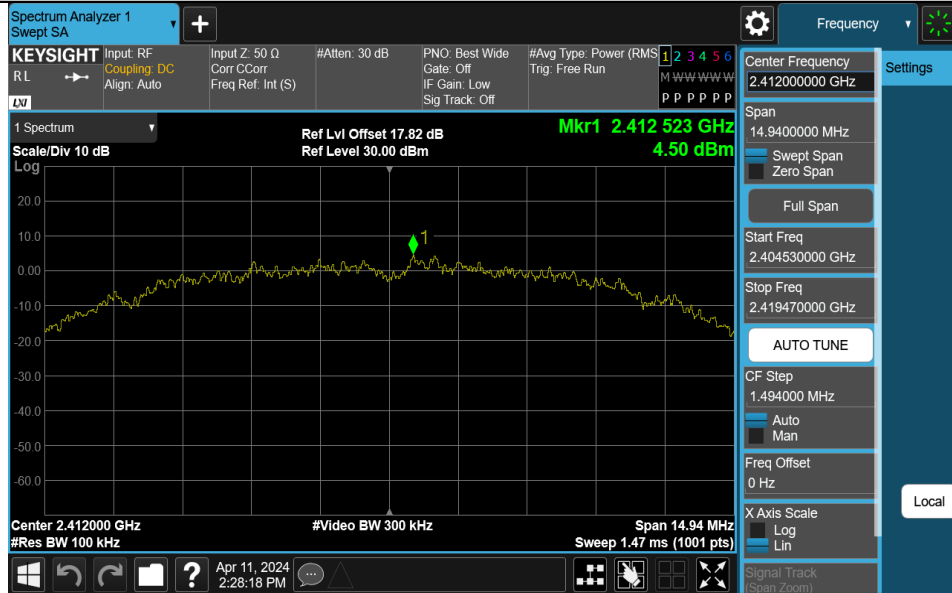 Spectrum Analyzer 1
Swept SA
Frequency
KEYSIGHT
RL
LXI
Input: RF
Coupling: DC
Align: Auto
Input Z: 50 Ω
Corr CCorr
Freq Ref: Int (S)
#Atten: 30 dB
PNO: Best Wide
Gate: Off
IF Gain: Low
Sig Track: Off
#Avg Type: Power (RMS
Trig: Free Run
1 2 3 4 5 6
M W W W W W
P P P P P P
1 Spectrum
Scale/Div 10 dB
Ref Lvl Offset 17.82 dB
Ref Level 30.00 dBm
Mkr1 2.412 523 GHz
4.50 dBm
Log
20.0
10.0
0.00
-10.0
-20.0
-30.0
-40.0
-50.0
-60.0
1
Center 2.412000 GHz
#Video BW 300 kHz
Span 14.94 MHz
#Res BW 100 kHz
Sweep 1.47 ms (1001 pts)
?
Apr 11, 2024
2:28:18 PM
Center Frequency
2.412000000 GHz
Span
14.9400000 MHz
Swept Span
Zero Span
Full Span
Start Freq
2.404530000 GHz
Stop Freq
2.419470000 GHz
AUTO TUNE
CF Step
1.494000 MHz
Auto
Man
Freq Offset
0 Hz
X Axis Scale
Log
Lin
Signal Track
(Span Zoom)
Settings
Local